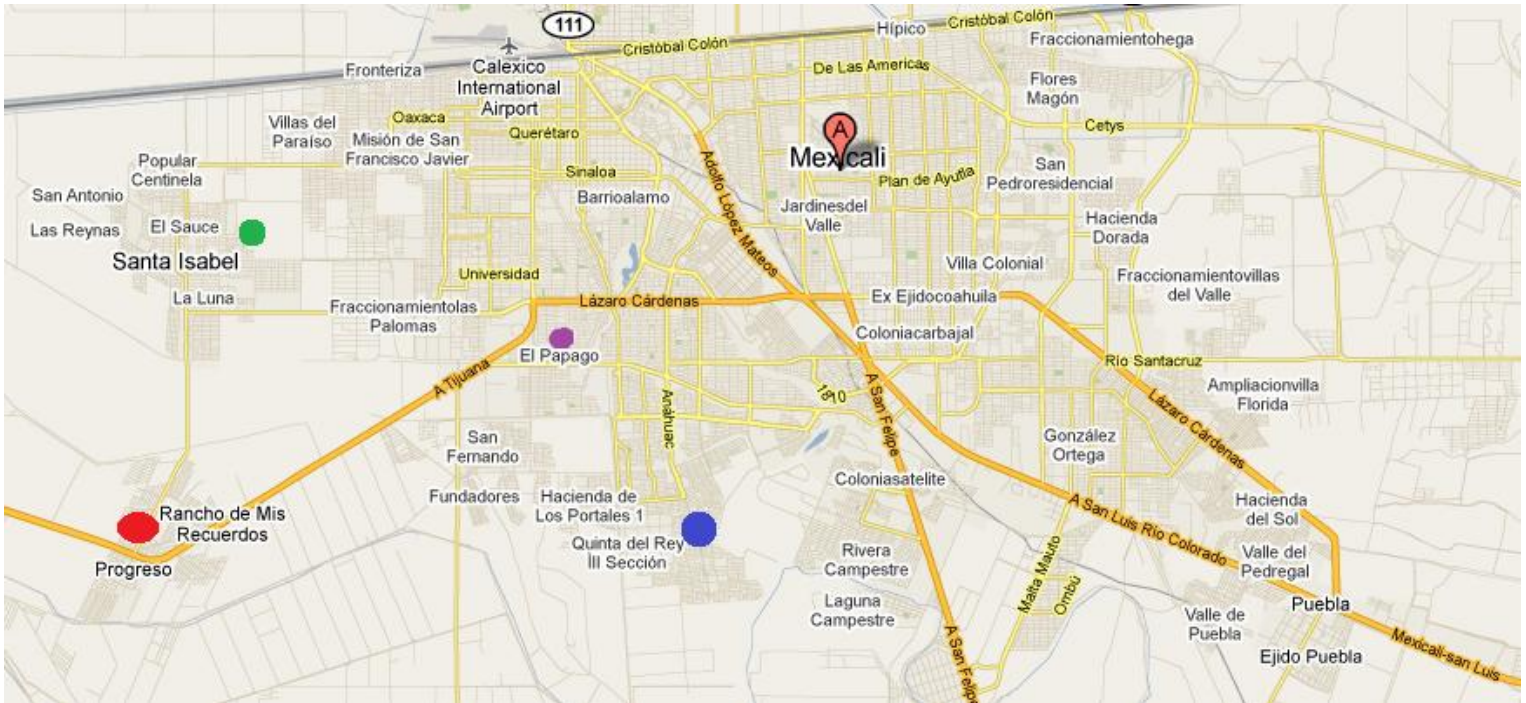 111
Hípico
Cristóbal Colón
Cristóbal Colón
Fraccionamientohega
Fronteriza
Calexico
International
Airport
De Las Americas
Flores
Magón
Oaxaca
Villas del
Paraíso
Misión de San
Francisco Javier
Querétaro
A
Cetys
Mexicali
Popular
Centinela
Sinaloa
Adolfo López Mateos
Plan de Ayutla
San
Pedroresidencial
San Antonio
Barrioalamo
Jardinesdel
Valle
Las Reynas
El Sauce
Hacienda
Dorada
Santa Isabel
Universidad
Villa Colonial
Fraccionamientovillas
del Valle
La Luna
Fraccionamientolas
Palomas
Lázaro Cárdenas
Ex Ejidocoahuila
Coloniacarbajal
El Papago
Río Santacruz
A Tijuana
Anáhuac
1810
A San Felipe
Lázaro Cárdenas
Ampliacionvilla
Florida
San
Fernando
González
Ortega
Coloniasatelite
Fundadores
Hacienda de
Los Portales 1
A San Luis Río Colorado
Hacienda
del Sol
Rancho de Mis
Recuerdos
Quinta del Rey
III Sección
Rivera
Campestre
Valle del
Pedregal
Progreso
Malta Mauto
Ombú
Laguna
Campestre
Valle de
Puebla
Puebla
A San Felipe
Mexicali-san Luis
Ejido Puebla